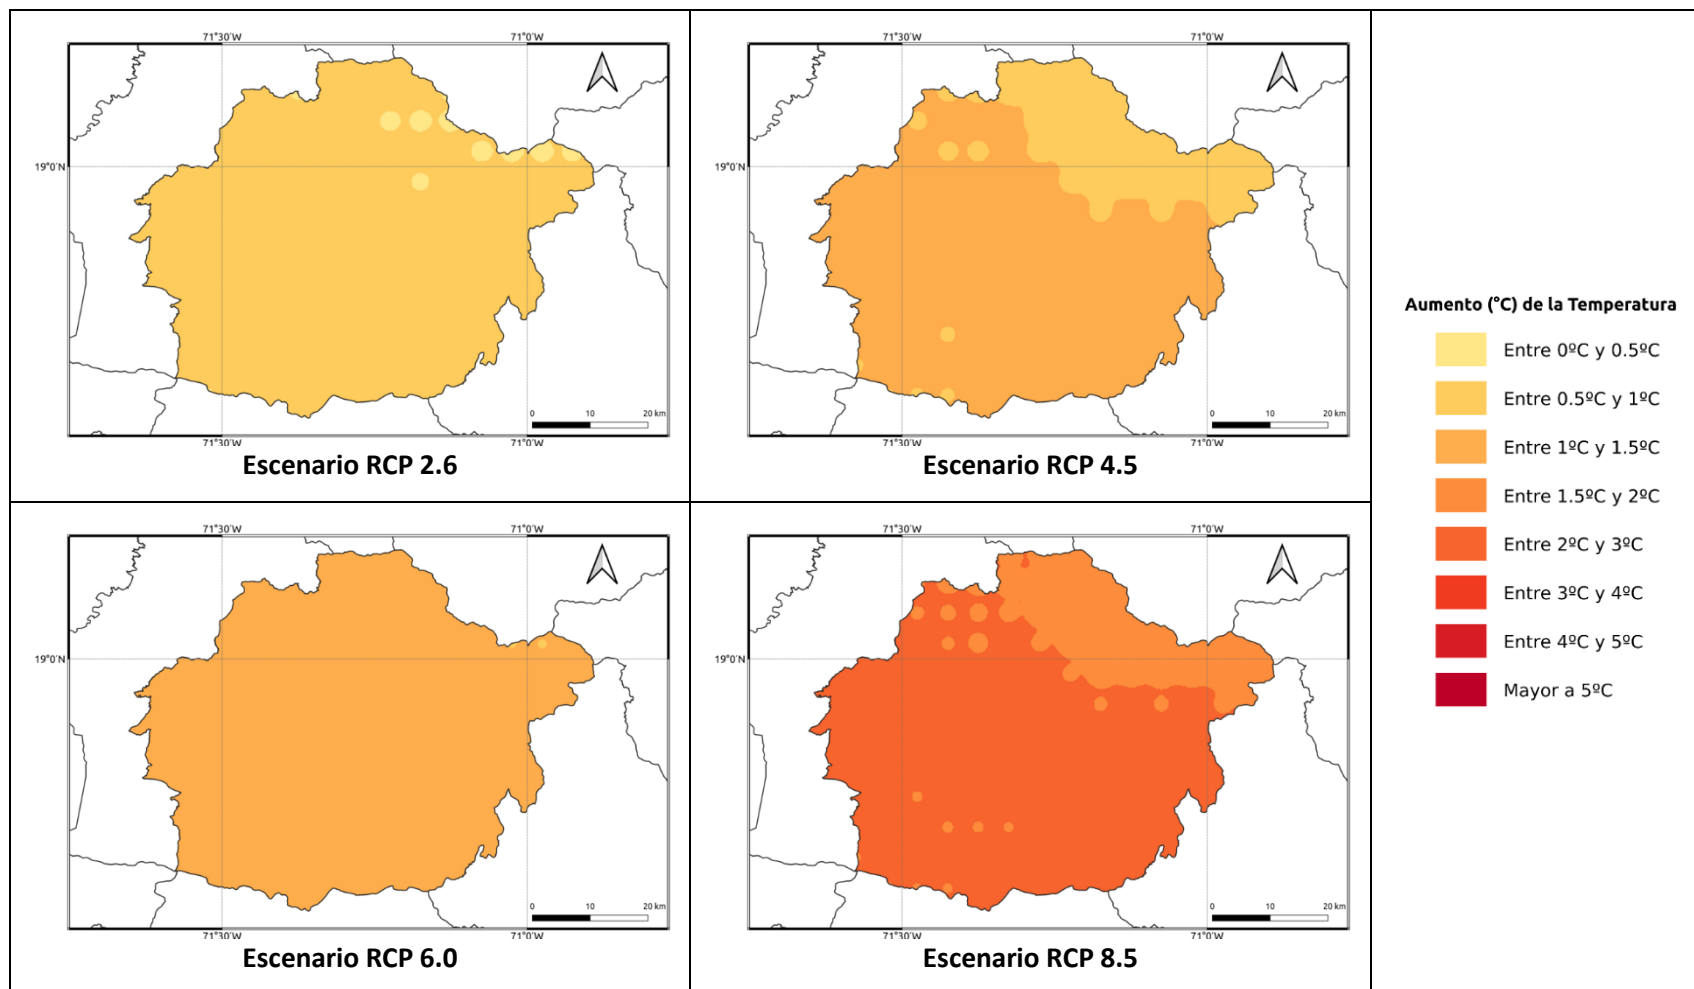 71°30'W 71°0'W
19°0'N
0 10 20 km
71°30'W 71°0'W
Escenario RCP 2.6
71°30'W 71°0'W
19°0'N
0 10 20 km
71°30'W 71°0'W
Escenario RCP 4.5
71°30'W 71°0'W
19°0'N
0 10 20 km
71°30'W 71°0'W
Escenario RCP 6.0
71°30'W 71°0'W
19°0'N
0 10 20 km
71°30'W 71°0'W
Escenario RCP 8.5
Aumento (°C) de la Temperatura
Entre 0ºC y 0.5ºC
Entre 0.5ºC y 1ºC
Entre 1ºC y 1.5ºC
Entre 1.5ºC y 2ºC
Entre 2ºC y 3ºC
Entre 3ºC y 4ºC
Entre 4ºC y 5ºC
Mayor a 5ºC